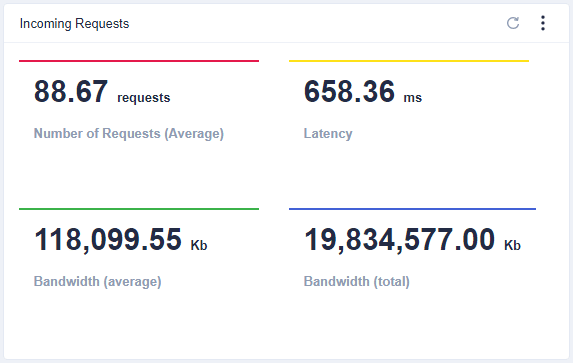 Incoming Requests
88.67 requests
658.36 ms
Number of Requests (Average)
Latency
118,099.55 Kb
19,834,577.00 Kb
Bandwidth (average)
Bandwidth (total)